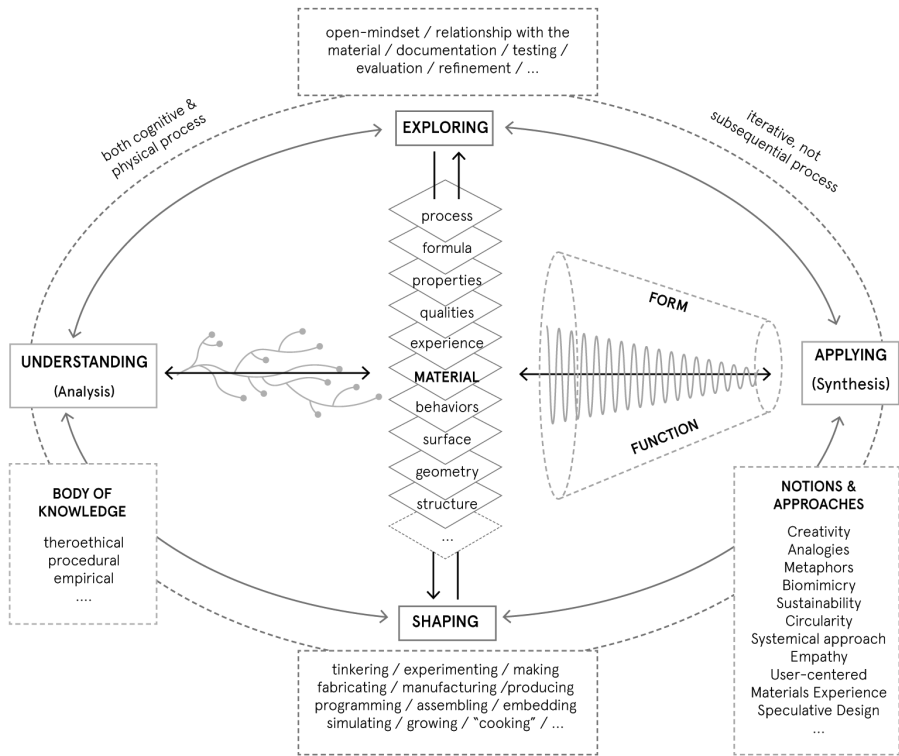 open-mindset / relationship with the
material / documentation / testing /
evaluation / refinement / ...
both cognitive &
physical process
EXPLORING
iterative, not
subsequential process
process
formula
properties
qualities
experience
MATERIAL
behaviors
surface
geometry
structure
...
FORM
FUNCTION
UNDERSTANDING
(Analysis)
APPLYING
(Synthesis)
BODY OF
KNOWLEDGE
theroethical
procedural
empirical
....
NOTIONS &
APPROACHES
Creativity
Analogies
Metaphors
Biomimicry
Sustainability
Circularity
Systemical approach
Empathy
User-centered
Materials Experience
Speculative Design
...
SHAPING
tinkering / experimenting / making
fabricating / manufacturing /producing
programming / assembling / embedding
simulating / growing / “cooking” / ...